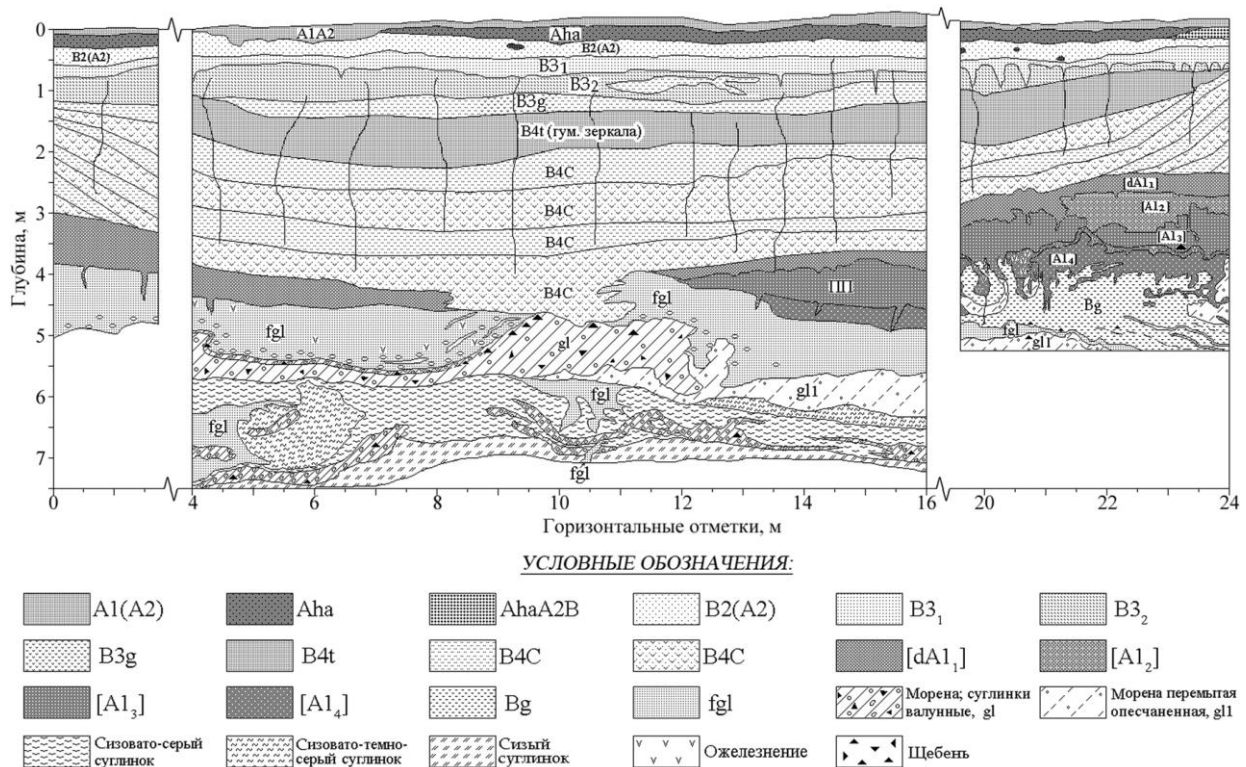 Глубина, м
0
1
2
3
4
5
6
7
B2(A2)
A1A2
Aha
B2(A2)
B3₁
B3₂
B3g
B4t (гум. зеркала)
B4C
B4C
B4C
B4C
fgl
fgl
gl
ПП
fgl
fgl
gl1
fgl
[dA1₁]
[A1₂]
[A1₃]
[A1₄]
Bg
fgl
gl1
0 4 6 8 10 12 14 16 20 22 24
Горизонтальные отметки, м
УСЛОВНЫЕ ОБОЗНАЧЕНИЯ:
A1(A2) Aha AhaA2B B2(A2) B3₁ B3₂
B3g B4t B4C B4C [dA1₁] [A1₂]
[A1₃] [A1₄] Bg fgl
Морена; суглинки
валунные, gl
Морена перемытая
опесчаненная, gl1
Сизовато-серый
суглинок
Сизовато-темно-
серый суглинок
Сизый
суглинок
Ожелезнение
Щебень